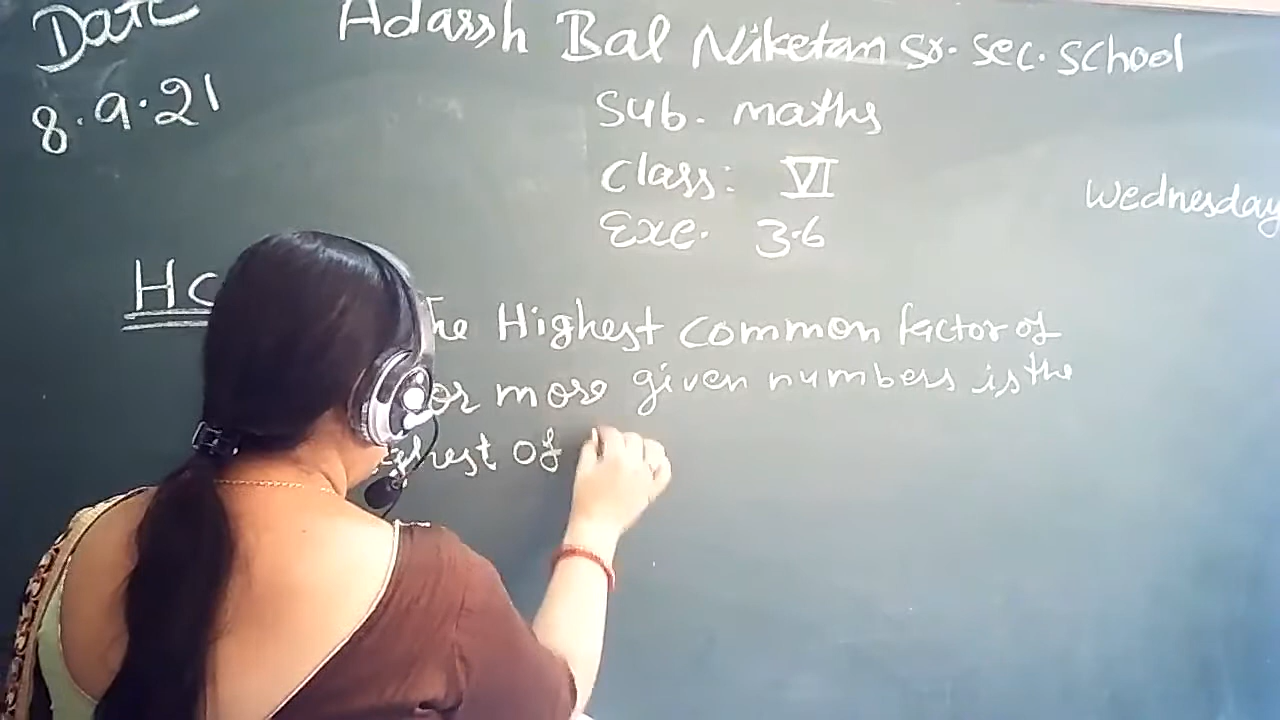 Date
8.9.21
Adarsh Bal Niketan Sr. Sec. School
Sub. maths
Class: VI
Wednesday
Exe. 3.6
HC
The Highest common factor of
or more given numbers is the
of